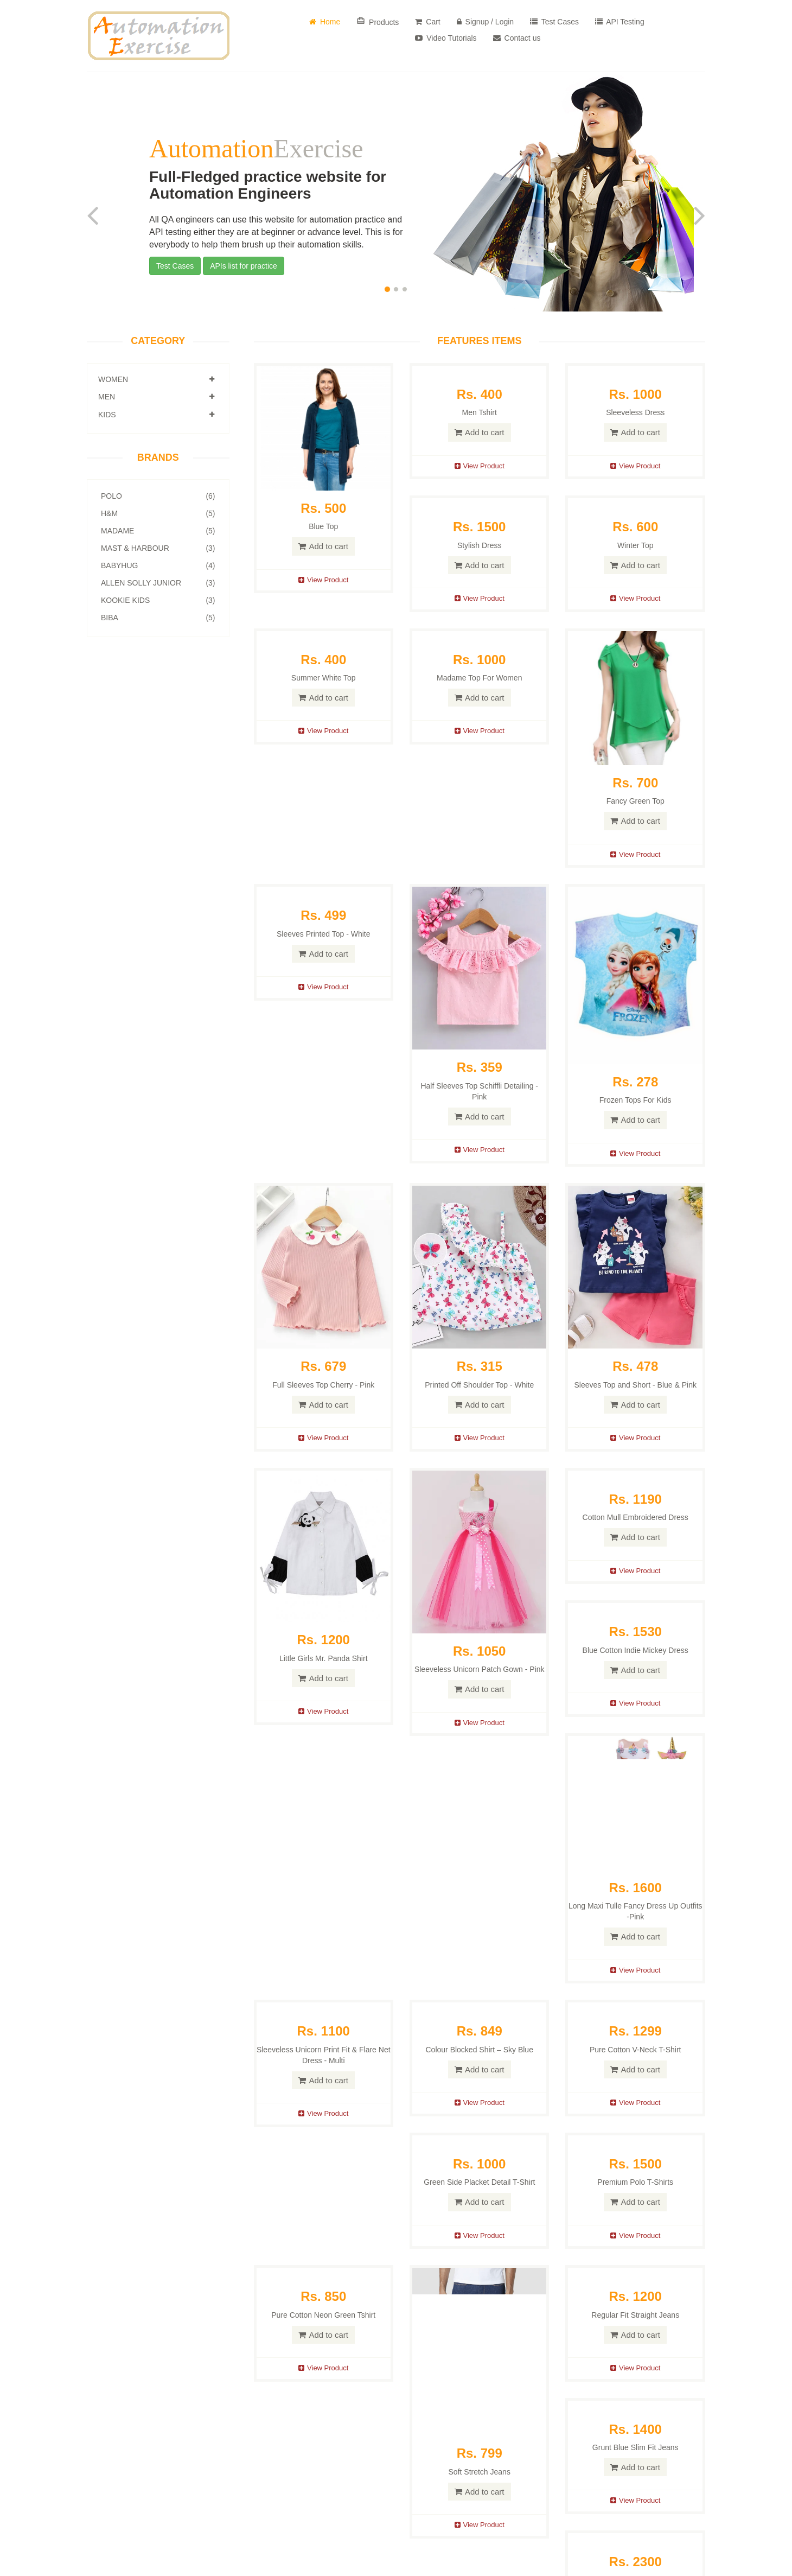 Automation
Exercise
Home
Products
Cart
Signup / Login
Test Cases
API Testing
Video Tutorials
Contact us
AutomationExercise
Full-Fledged practice website for
Automation Engineers
All QA engineers can use this website for automation practice and
API testing either they are at beginner or advance level. This is for
everybody to help them brush up their automation skills.
Test Cases
APIs list for practice
CATEGORY
WOMEN
MEN
KIDS
BRANDS
POLO (6)
H&M (5)
MADAME (5)
MAST & HARBOUR (3)
BABYHUG (4)
ALLEN SOLLY JUNIOR (3)
KOOKIE KIDS (3)
BIBA (5)
FEATURES ITEMS
Rs. 500
Blue Top
Add to cart
View Product
Rs. 400
Men Tshirt
Add to cart
View Product
Rs. 1000
Sleeveless Dress
Add to cart
View Product
Rs. 1500
Stylish Dress
Add to cart
View Product
Rs. 600
Winter Top
Add to cart
View Product
Rs. 400
Summer White Top
Add to cart
View Product
Rs. 1000
Madame Top For Women
Add to cart
View Product
Rs. 700
Fancy Green Top
Add to cart
View Product
Rs. 499
Sleeves Printed Top - White
Add to cart
View Product
Rs. 359
Half Sleeves Top Schiffli Detailing -
Pink
Add to cart
View Product
FROZEN
Rs. 278
Frozen Tops For Kids
Add to cart
View Product
Rs. 679
Full Sleeves Top Cherry - Pink
Add to cart
View Product
Rs. 315
Printed Off Shoulder Top - White
Add to cart
View Product
BE KIND TO THE PLANET
Rs. 478
Sleeves Top and Short - Blue & Pink
Add to cart
View Product
Rs. 1200
Little Girls Mr. Panda Shirt
Add to cart
View Product
Rs. 1050
Sleeveless Unicorn Patch Gown - Pink
Add to cart
View Product
Rs. 1190
Cotton Mull Embroidered Dress
Add to cart
View Product
Rs. 1530
Blue Cotton Indie Mickey Dress
Add to cart
View Product
Rs. 1600
Long Maxi Tulle Fancy Dress Up Outfits
-Pink
Add to cart
View Product
Rs. 1100
Sleeveless Unicorn Print Fit & Flare Net
Dress - Multi
Add to cart
View Product
Rs. 849
Colour Blocked Shirt – Sky Blue
Add to cart
View Product
Rs. 1299
Pure Cotton V-Neck T-Shirt
Add to cart
View Product
Rs. 1000
Green Side Placket Detail T-Shirt
Add to cart
View Product
Rs. 1500
Premium Polo T-Shirts
Add to cart
View Product
Rs. 850
Pure Cotton Neon Green Tshirt
Add to cart
View Product
Rs. 799
Soft Stretch Jeans
Add to cart
View Product
Rs. 1200
Regular Fit Straight Jeans
Add to cart
View Product
Rs. 1400
Grunt Blue Slim Fit Jeans
Add to cart
View Product
Rs. 2300